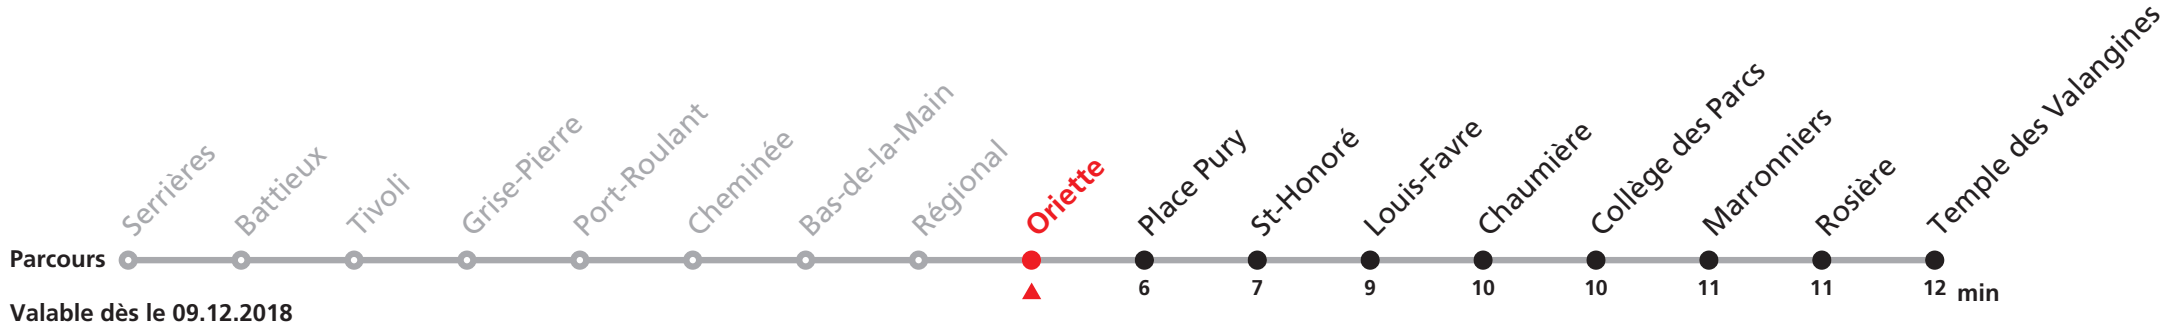 Serrières
Battieux
Tivoli
Grise-Pierre
Port-Roulant
Cheminée
Bas-de-la-Main
Régional
Oriette
Place Pury
St-Honoré
Louis-Favre
Chaumière
Collège des Parcs
Marronniers
Rosière
Temple des Valangines
Parcours
6 7 9 10 10 11 11 12 min
Valable dès le 09.12.2018